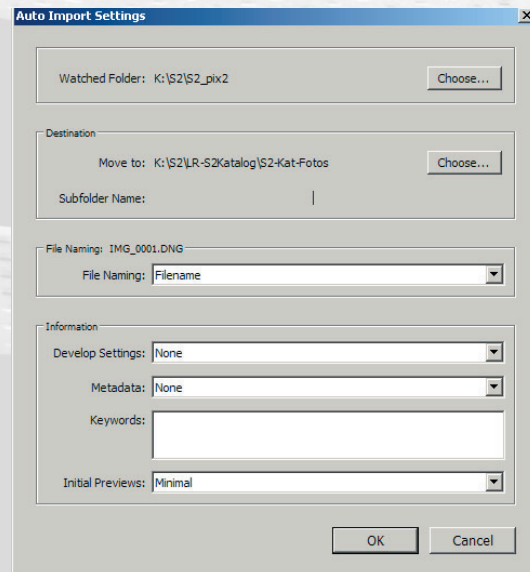 Auto Import Settings
Watched Folder: K:\S2\S2_pix2 Choose...
Destination
Move to: K:\S2\LR-S2Katalog\S2-Kat-Fotos Choose...
Subfolder Name:
File Naming: IMG_0001.DNG
File Naming: Filename
Information
Develop Settings: None
Metadata: None
Keywords:
Initial Previews: Minimal
OK Cancel